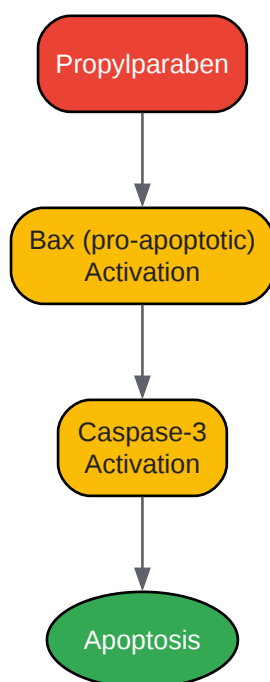 Propylparaben
Bax (pro-apoptotic)
Activation
Caspase-3
Activation
Apoptosis